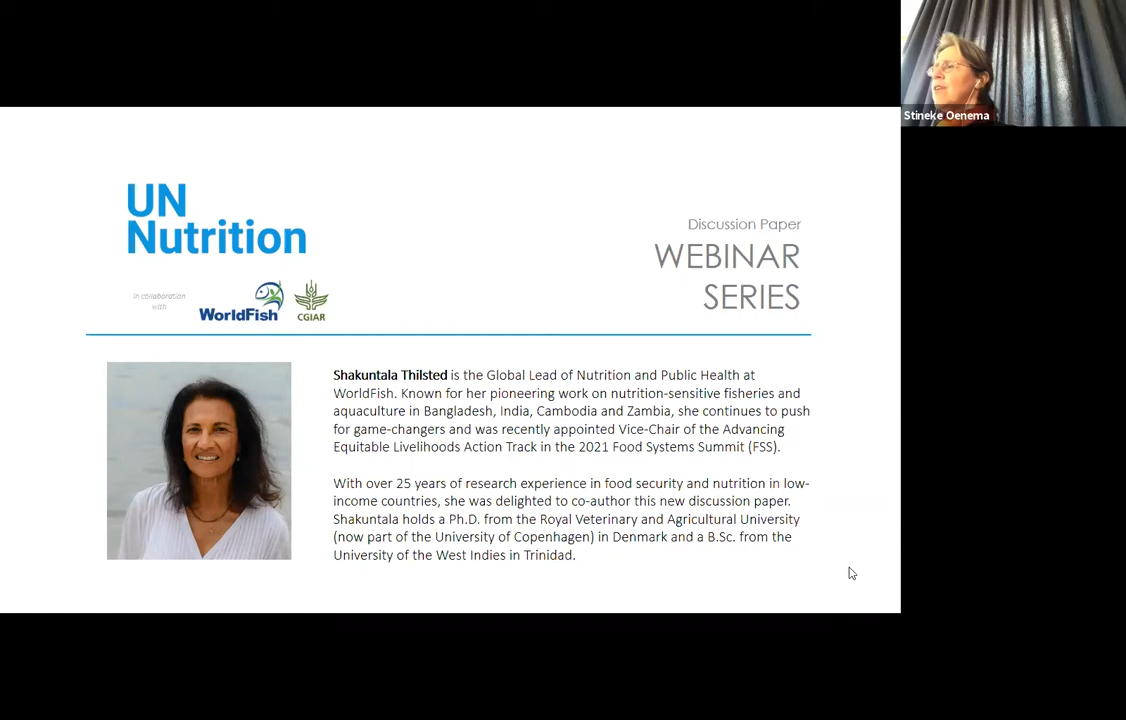 Stineke Oenema
UN
Nutrition
Discussion Paper
WEBINAR
SERIES
In collaboration
with
WorldFish
CGIAR
Shakuntala Thilsted is the Global Lead of Nutrition and Public Health at
WorldFish. Known for her pioneering work on nutrition-sensitive fisheries and
aquaculture in Bangladesh, India, Cambodia and Zambia, she continues to push
for game-changers and was recently appointed Vice-Chair of the Advancing
Equitable Livelihoods Action Track in the 2021 Food Systems Summit (FSS).
With over 25 years of research experience in food security and nutrition in low-
income countries, she was delighted to co-author this new discussion paper.
Shakuntala holds a Ph.D. from the Royal Veterinary and Agricultural University
(now part of the University of Copenhagen) in Denmark and a B.Sc. from the
University of the West Indies in Trinidad.